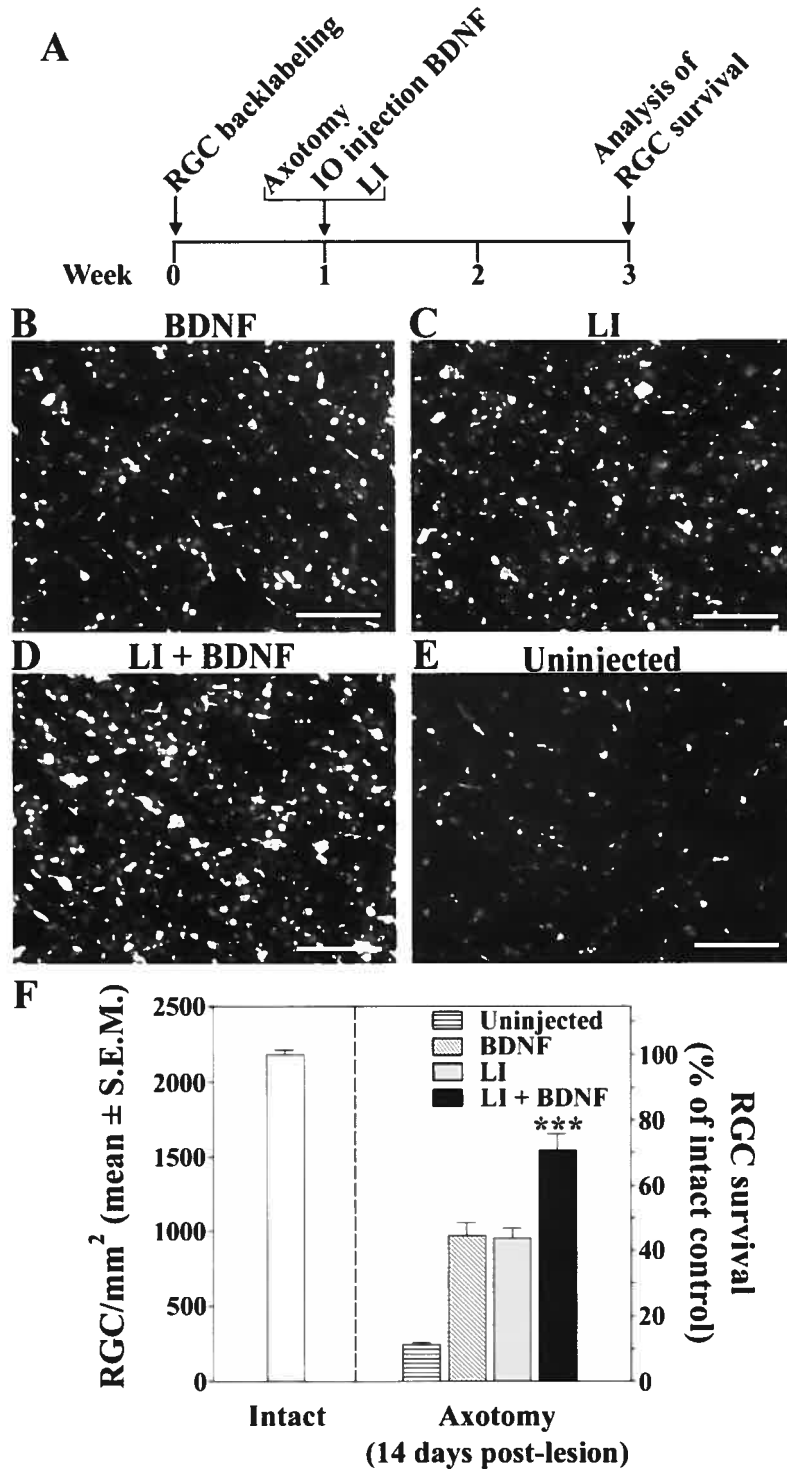 A
RGC backlabeling
Axotomy
IO injection BDNF
LI
Analysis of
RGC survival
Week
0
1
2
3
B
BDNF
C
LI
D
LI + BDNF
E
Uninjected
F
RGC/mm² (mean ± S.E.M.)
2500
2000
1500
1000
500
0
Uninjected
BDNF
LI
LI + BDNF
***
100
80
60
40
20
0
RGC survival
(% of intact control)
Intact
Axotomy
(14 days post-lesion)